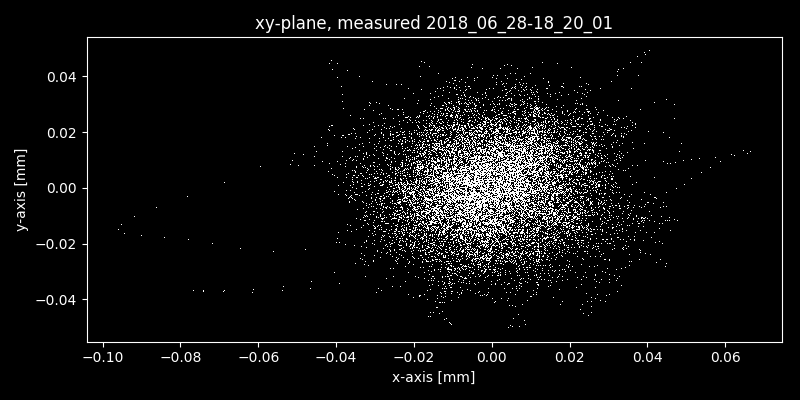 xy-plane, measured 2018_06_28-18_20_01
0.04
0.02
0.00
−0.02
−0.04
y-axis [mm]
−0.10 −0.08 −0.06 −0.04 −0.02 0.00 0.02 0.04 0.06
x-axis [mm]